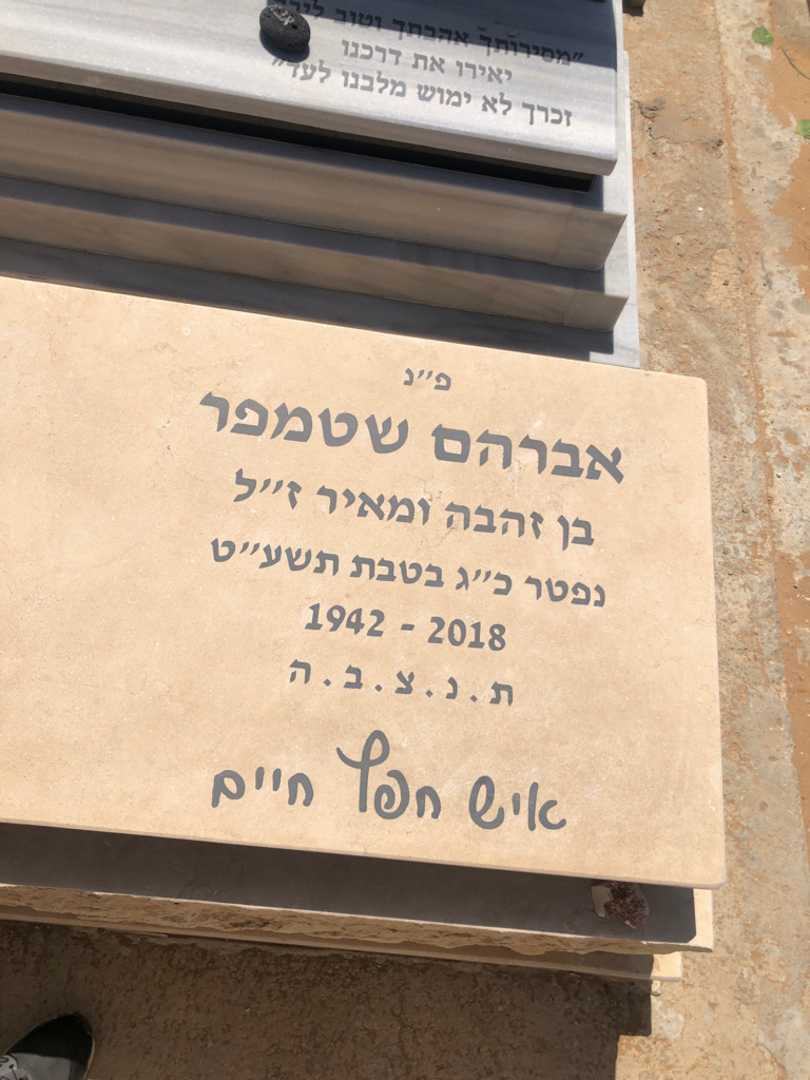 "מסירותך אהבתך וטוב
יאירו את דרכנו
זכרך לא ימוש מלבנו לעד"
פ"נ
אברהם שטמפר
בן זהבה ומאיר ז"ל
נפטר כ"ג בטבת תשע"ט
1942 - 2018
ת.נ.צ.ב.ה
איש חפץ חיים